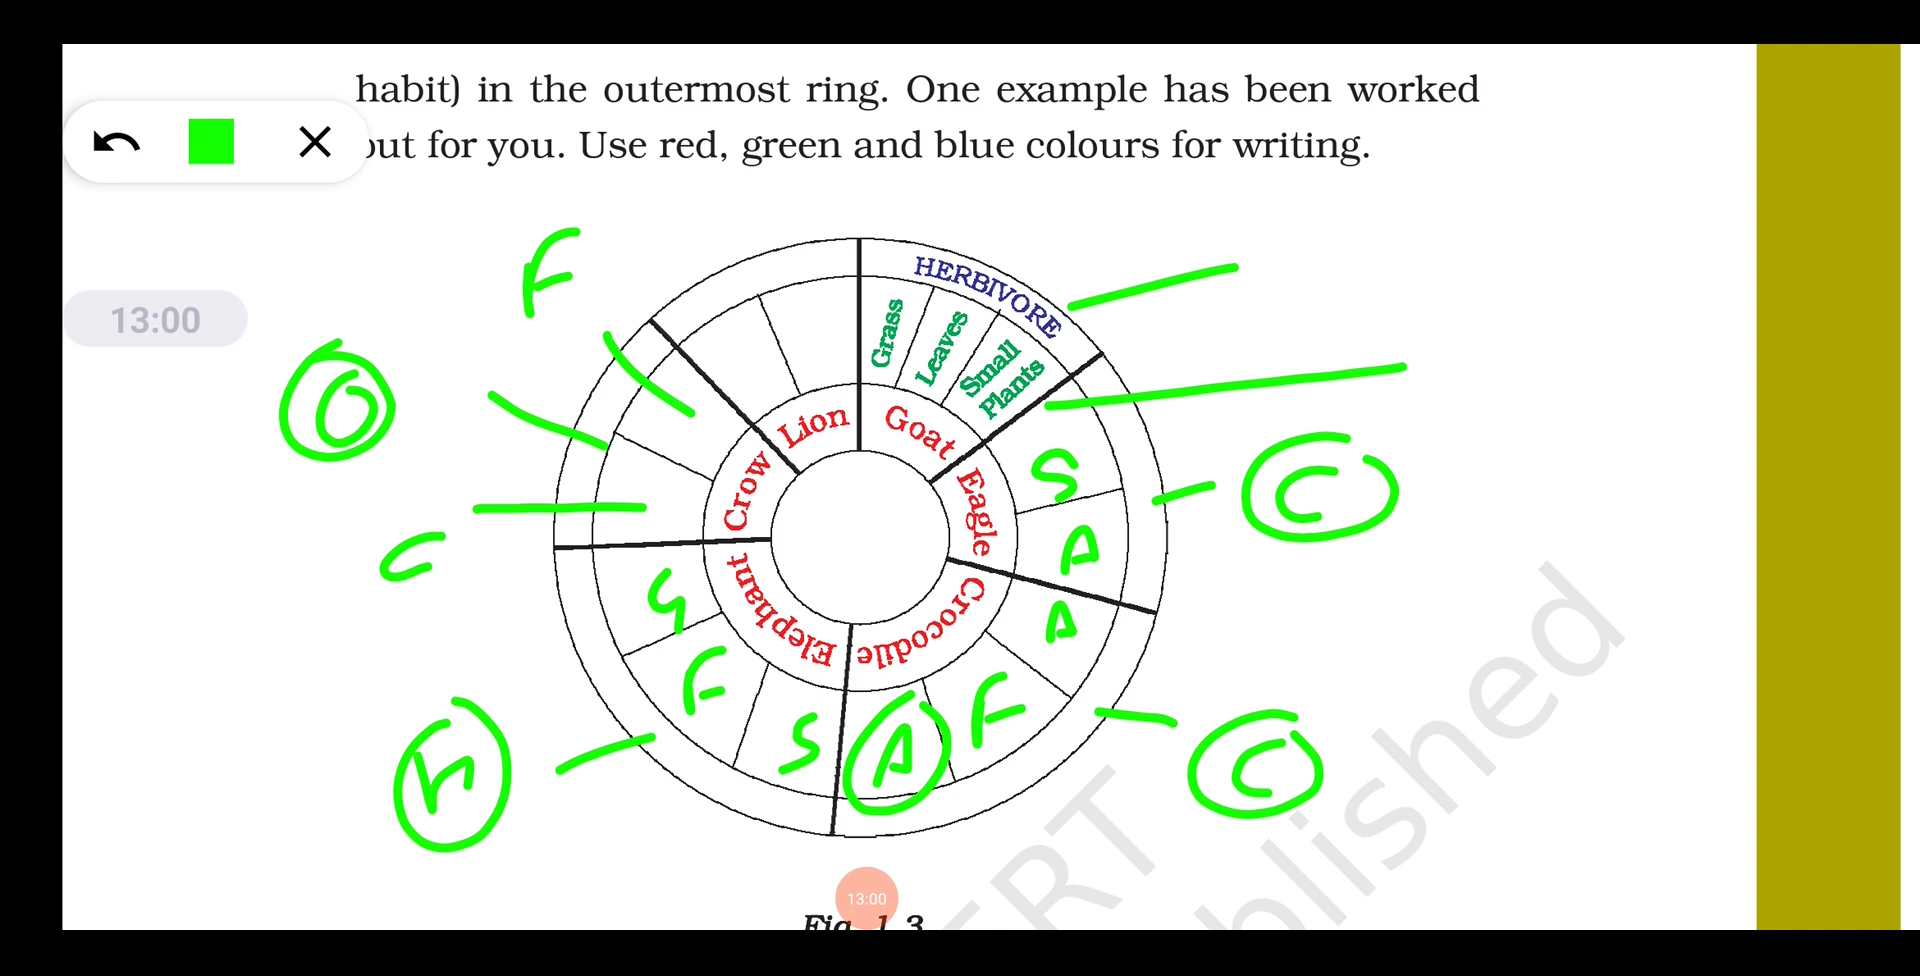 habit) in the outermost ring. One example has been worked
out for you. Use red, green and blue colours for writing.
13:00
HERBIVORE
Grass
Leaves
Small
Plants
Lion
Goat
Eagle
Crocodile
Elephant
Crow
F
O
C
S
A
C
A
F
A
C
S
F
h
13:00
Fig. 1.3
ERT
blished